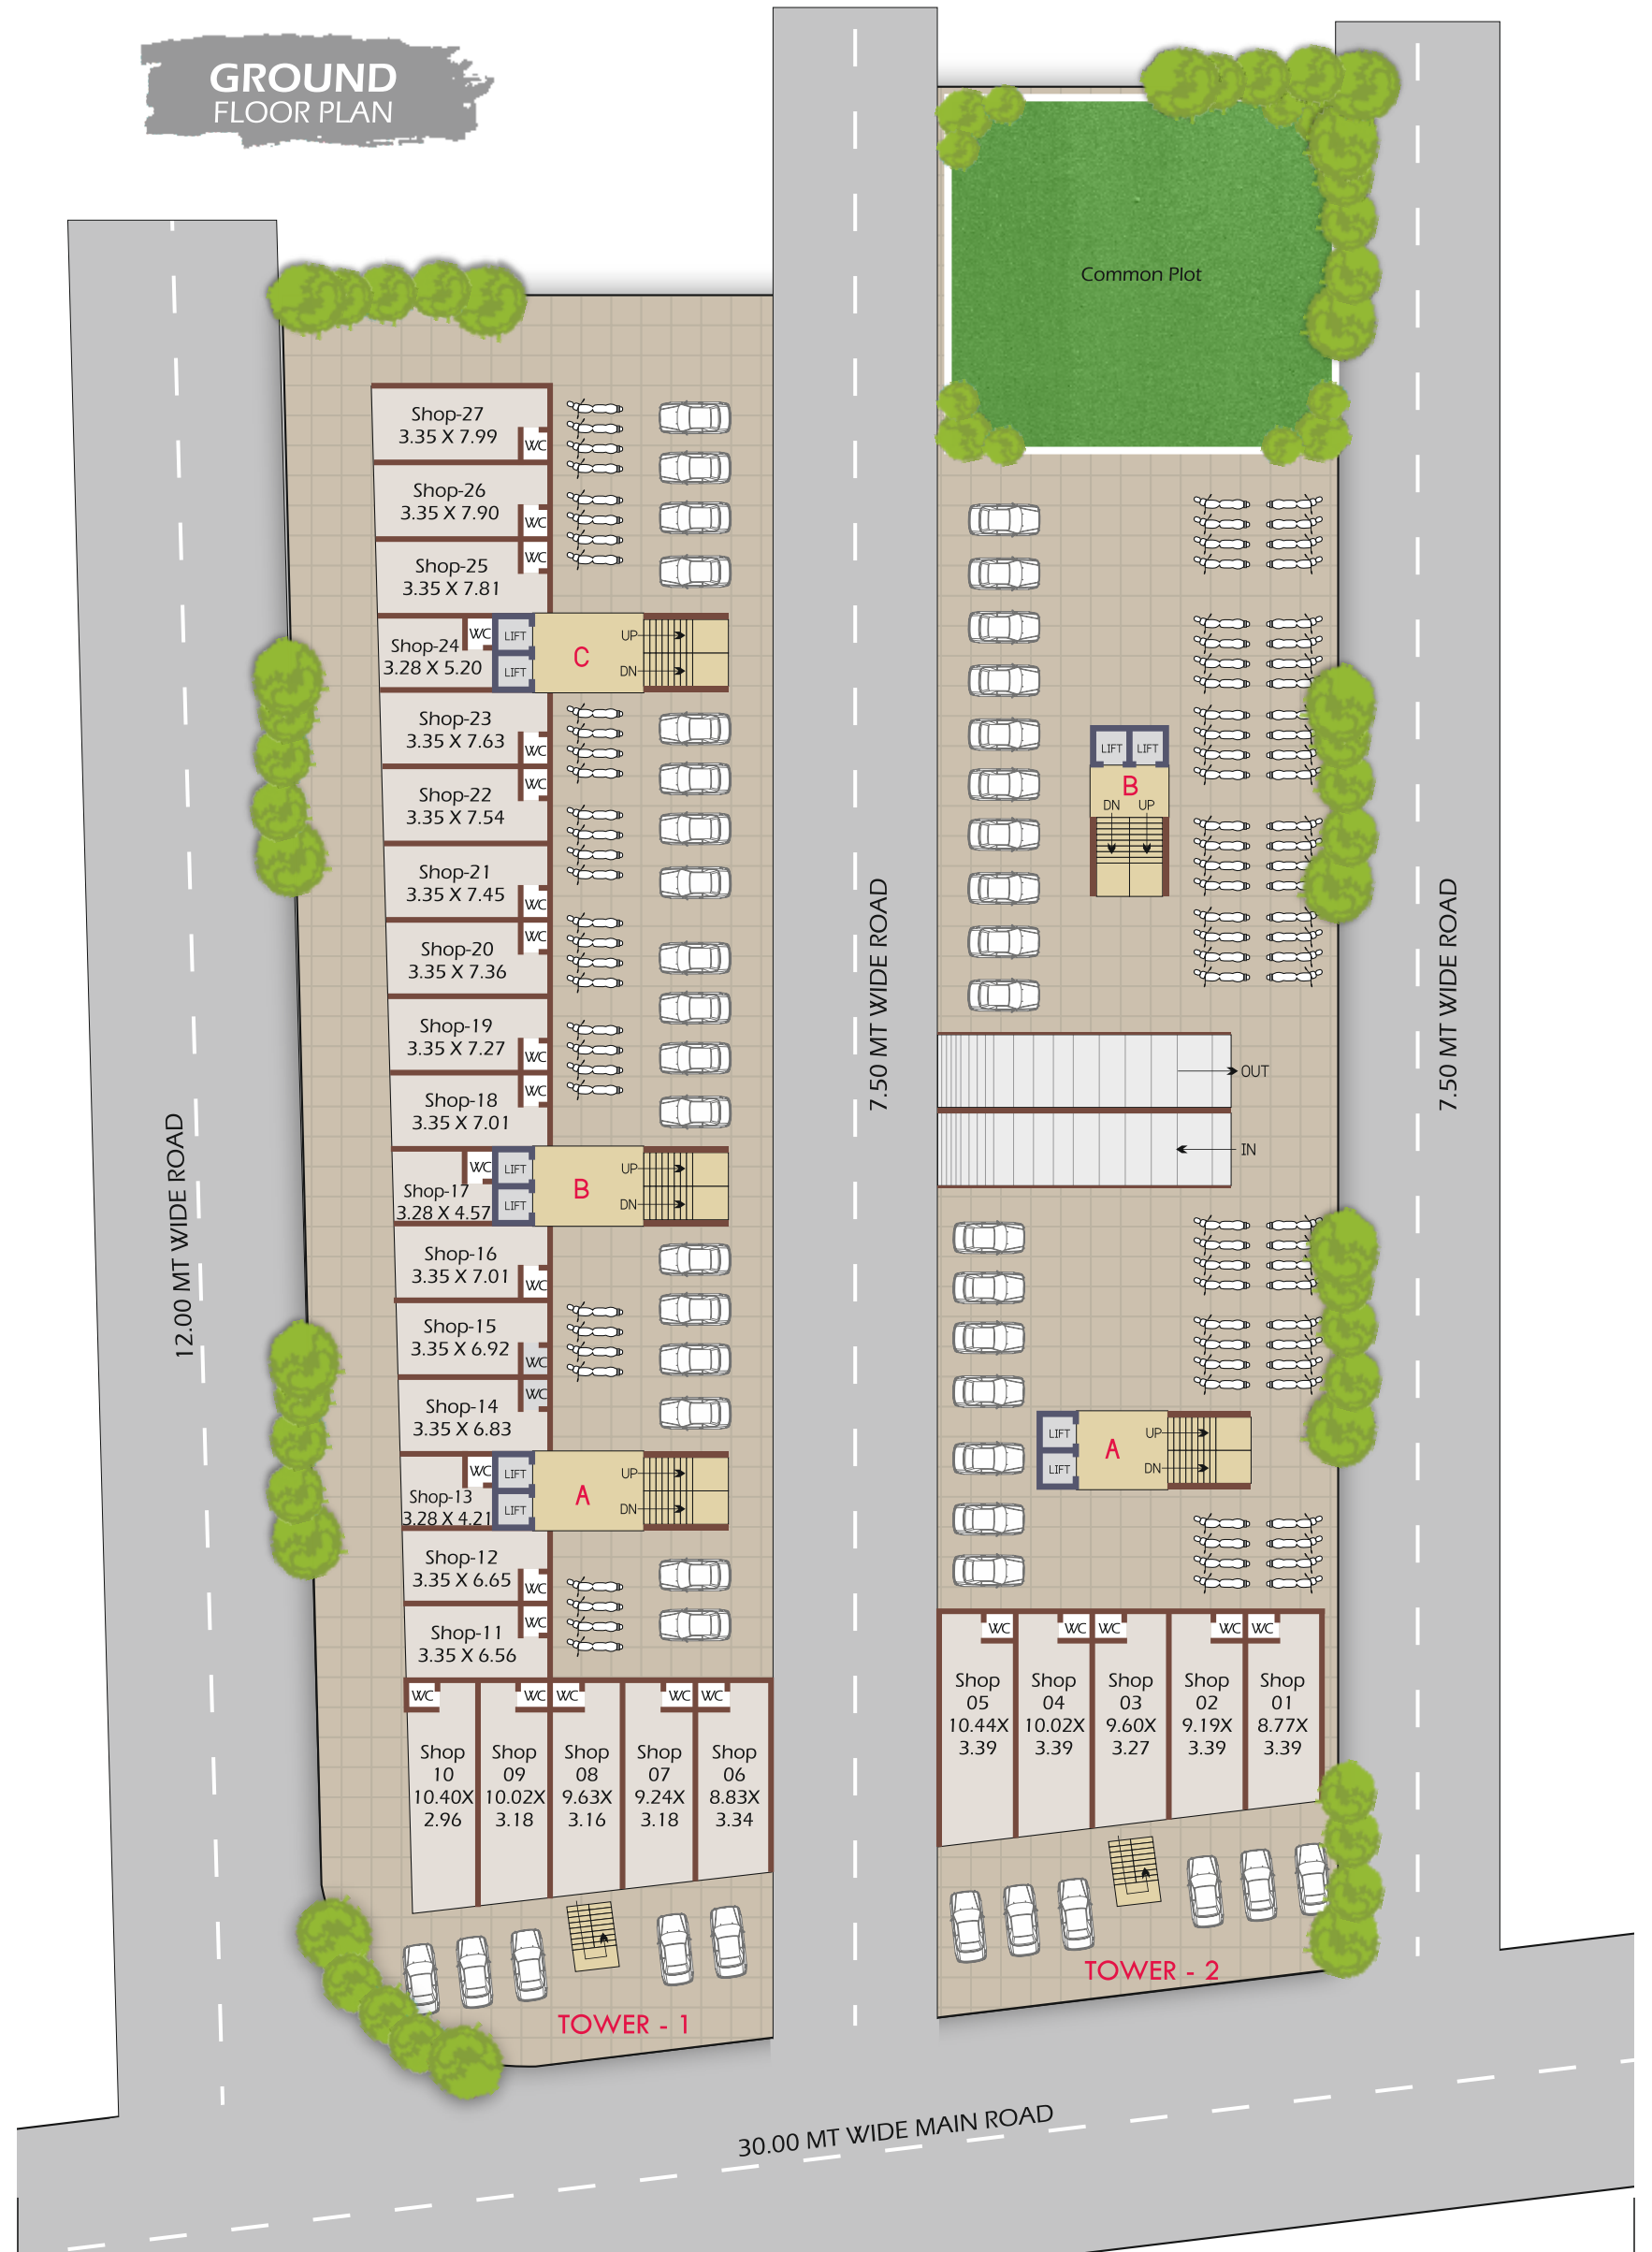 GROUND
FLOOR PLAN
Common Plot
Shop-27
3.35 X 7.99
WC
Shop-26
3.35 X 7.90
WC
WC
Shop-25
3.35 X 7.81
Shop-24
3.28 X 5.20
WC
LIFT
LIFT
C
UP
DN
Shop-23
3.35 X 7.63
WC
WC
Shop-22
3.35 X 7.54
Shop-21
3.35 X 7.45
WC
WC
Shop-20
3.35 X 7.36
Shop-19
3.35 X 7.27
WC
WC
Shop-18
3.35 X 7.01
WC
Shop-17
3.28 X 4.57
LIFT
LIFT
B
UP
DN
Shop-16
3.35 X 7.01
WC
Shop-15
3.35 X 6.92
WC
WC
Shop-14
3.35 X 6.83
WC
Shop-13
3.28 X 4.21
LIFT
LIFT
A
UP
DN
Shop-12
3.35 X 6.65
WC
WC
Shop-11
3.35 X 6.56
WC
WC
WC
WC
WC
Shop
10
10.40X
2.96
Shop
09
10.02X
3.18
Shop
08
9.63X
3.16
Shop
07
9.24X
3.18
Shop
06
8.83X
3.34
TOWER - 1
LIFT
LIFT
B
DN
UP
OUT
IN
LIFT
LIFT
A
UP
DN
WC
WC
WC
WC
WC
Shop
05
10.44X
3.39
Shop
04
10.02X
3.39
Shop
03
9.60X
3.27
Shop
02
9.19X
3.39
Shop
01
8.77X
3.39
TOWER - 2
12.00 MT WIDE ROAD
7.50 MT WIDE ROAD
7.50 MT WIDE ROAD
30.00 MT WIDE MAIN ROAD